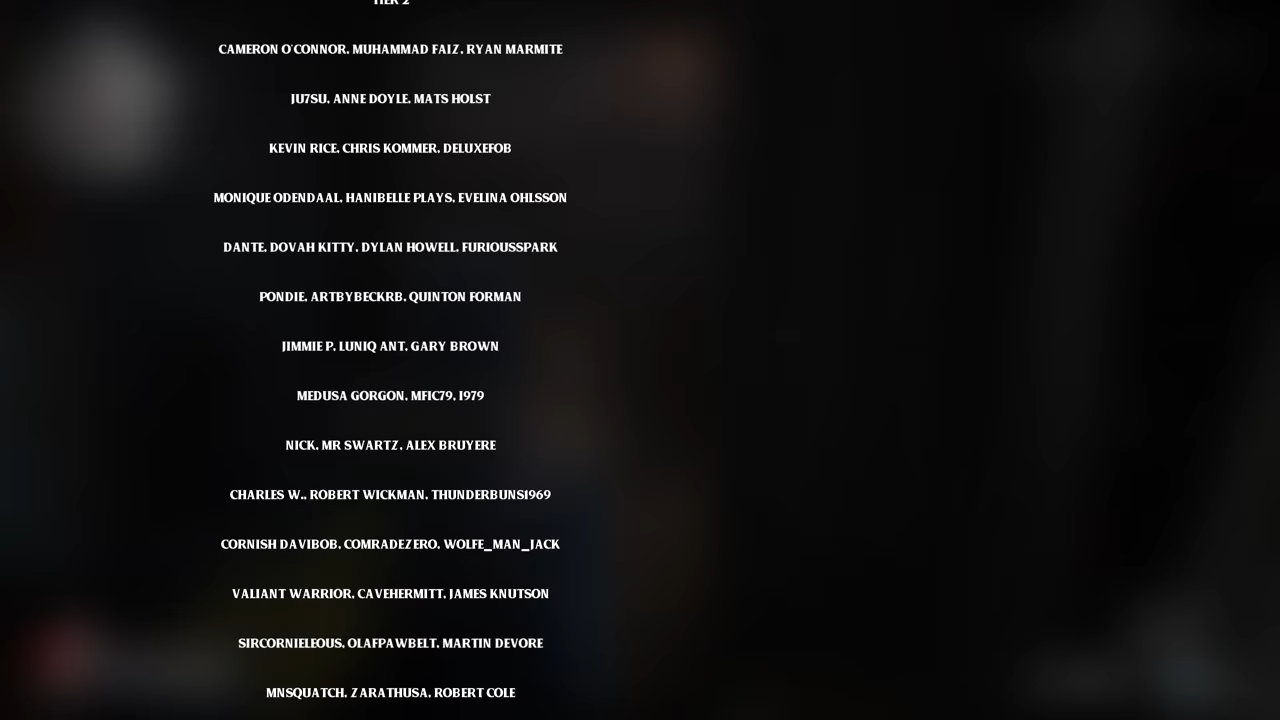 TIER 2
CAMERON O'CONNOR, MUHAMMAD FAIZ, RYAN MARMITE
JU7SU, ANNE DOYLE, MATS HOLST
KEVIN RICE, CHRIS KOMMER, DELUXEFOB
MONIQUE ODENDAAL, HANIBELLE PLAYS, EVELINA OHLSSON
DANTE, DOVAH KITTY, DYLAN HOWELL, FURIOUSSPARK
PONDIE, ARTBYBECKRB, QUINTON FORMAN
JIMMIE P, LUNIQ ANT, GARY BROWN
MEDUSA GORGON, MFIC79, 1979
NICK, MR SWARTZ, ALEX BRUYERE
CHARLES W., ROBERT WICKMAN, THUNDERBUNS1969
CORNISH DAVIBOB, COMRADEZERO, WOLFE_MAN_JACK
VALIANT WARRIOR, CAVEHERMITT, JAMES KNUTSON
SIRCORNIELEOUS, OLAFPAWBELT, MARTIN DEVORE
MNSQUATCH, ZARATHUSA, ROBERT COLE